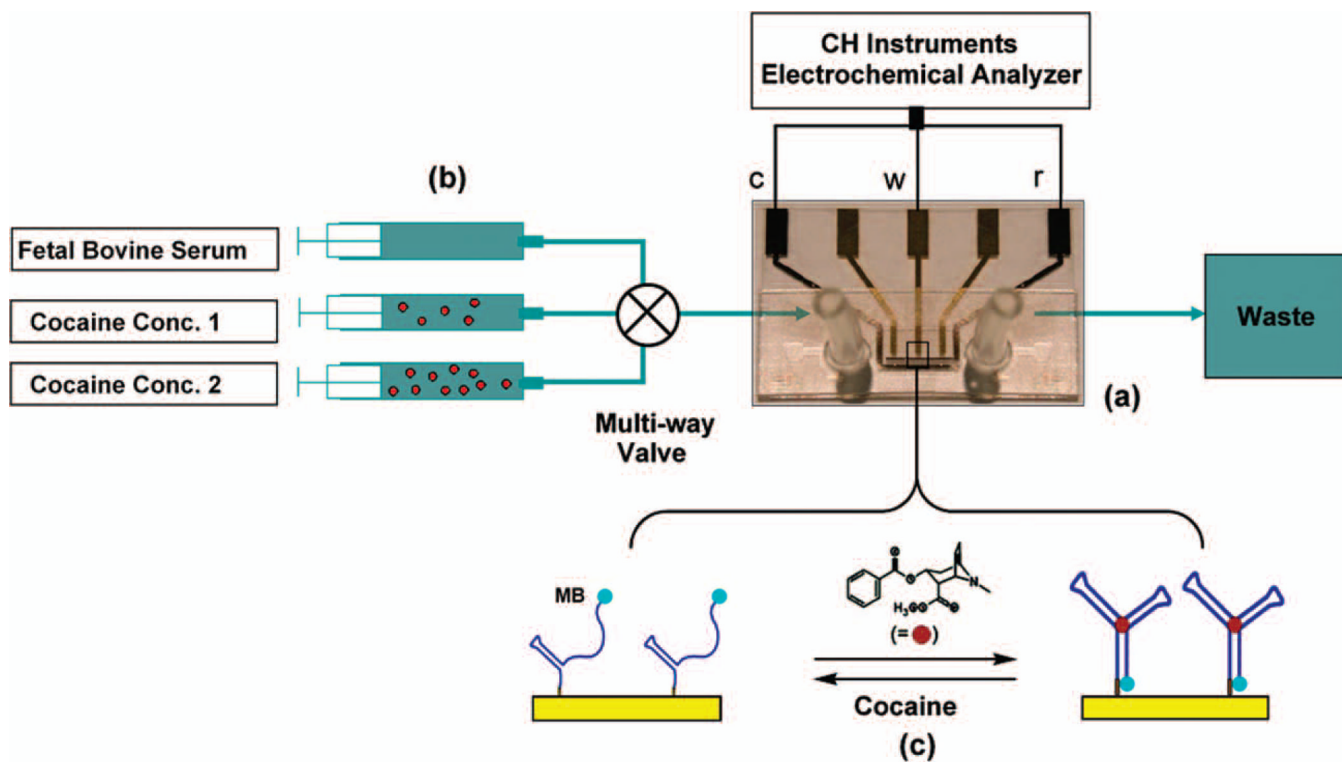 CH Instruments
Electrochemical Analyzer
(b)
c
w
r
Fetal Bovine Serum
Cocaine Conc. 1
Cocaine Conc. 2
Multi-way
Valve
Waste
(a)
MB
N
H₃
(= )
Cocaine
(c)